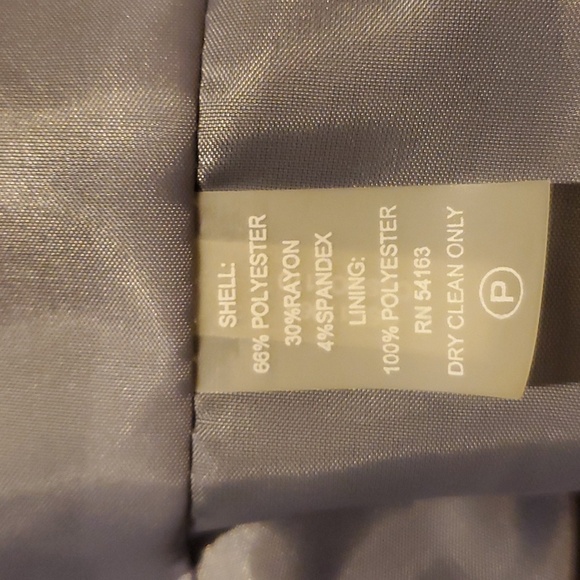 SHELL:
66% POLYESTER
30%RAYON
4%SPANDEX
LINING:
100% POLYESTER
RN 54163
DRY CLEAN ONLY
P